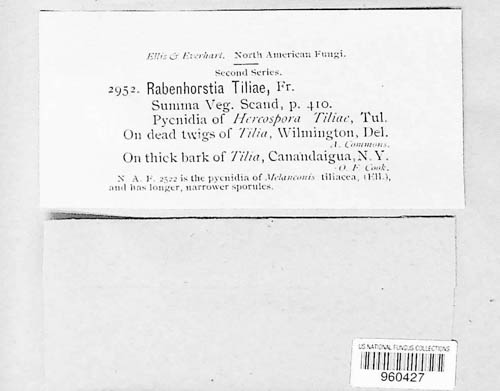 Ellis & Everhart. North American Fungi.
Second Series.
2952. Rabenhorstia Tiliae, Fr.
Summa Veg. Scand, p. 410.
Pycnidia of Hercospora Tiliae, Tul.
On dead twigs of Tilia, Wilmington, Del.
A. Commons.
On thick bark of Tilia, Canandaigua, N. Y.
O. F. Cook.
N. A. F. 2522 is the pycnidia of Melanconis tiliacea, (Ell.),
and has longer, narrower sporules.
US NATIONAL FUNGUS COLLECTIONS
960427